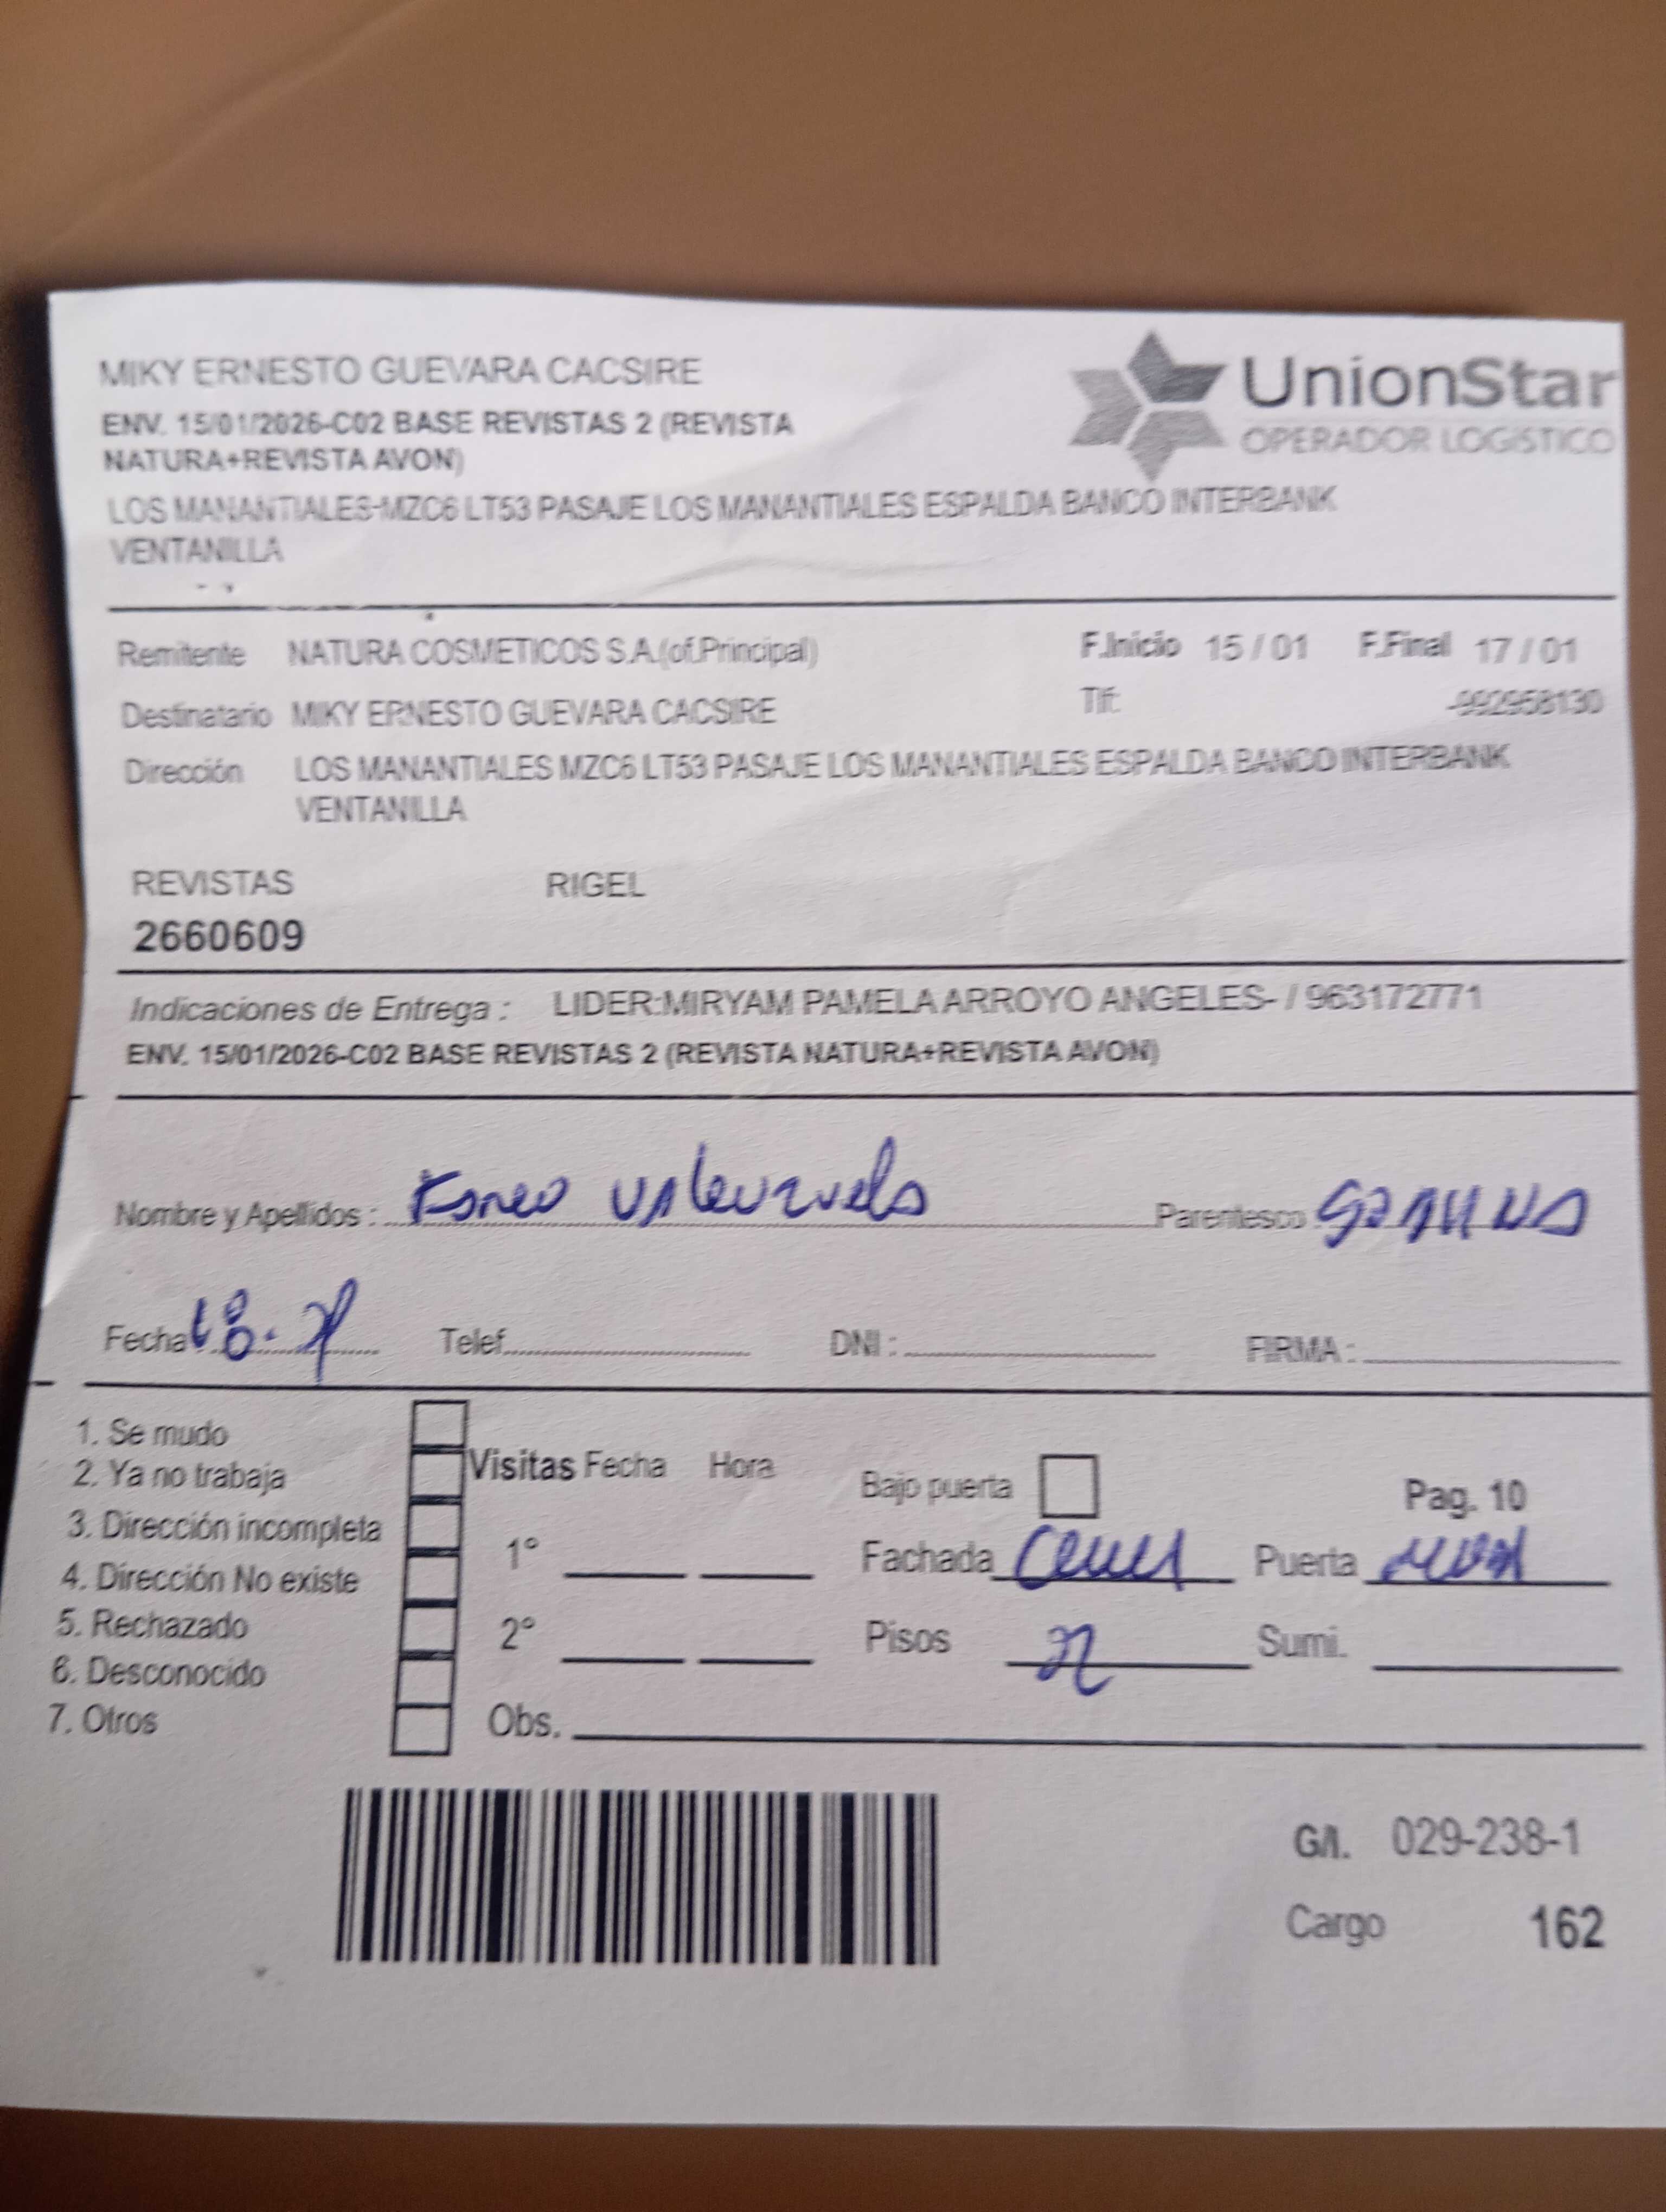 MIKY ERNESTO GUEVARA CACSIRE
UnionStar
OPERADOR LOGÍSTICO
ENV. 15/01/2026-C02 BASE REVISTAS 2 (REVISTA
NATURA+REVISTA AVON)
LOS MANANTIALES-MZC6 LT53 PASAJE LOS MANANTIALES ESPALDA BANCO INTERBANK
VENTANILLA
Remitente NATURA COSMETICOS S.A.(of.Principal) F.Inicio 15 / 01 F.Final 17 / 01
Destinatario MIKY ERNESTO GUEVARA CACSIRE Tlf: -992958130
Dirección LOS MANANTIALES MZC6 LT53 PASAJE LOS MANANTIALES ESPALDA BANCO INTERBANK
VENTANILLA
REVISTAS RIGEL
2660609
Indicaciones de Entrega : LIDER:MIRYAM PAMELA ARROYO ANGELES- / 963172771
ENV. 15/01/2026-C02 BASE REVISTAS 2 (REVISTA NATURA+REVISTA AVON)
Nombre y Apellidos : Parentesco
Fecha : Telef. DNI : FIRMA :
1. Se mudo
2. Ya no trabaja
3. Dirección incompleta
4. Dirección No existe
5. Rechazado
6. Desconocido
7. Otros
Visitas Fecha Hora
1°
2°
Obs.
Bajo puerta Pag. 10
Fachada Puerta
Pisos Sumi.
G/I. 029-238-1
Cargo 162